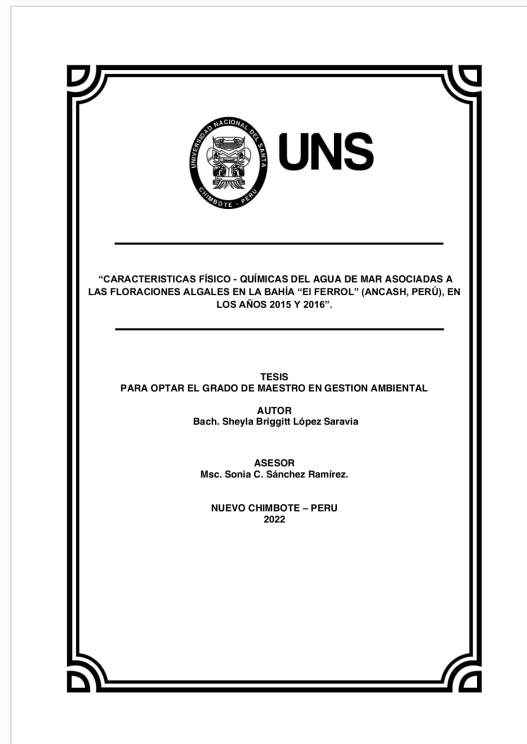 UNIVERSIDAD NACIONAL DEL SANTA
CHIMBOTE - PERÚ
UNS
“CARACTERISTICAS FÍSICO - QUÍMICAS DEL AGUA DE MAR ASOCIADAS A
LAS FLORACIONES ALGALES EN LA BAHÍA “El FERROL” (ANCASH, PERÚ), EN
LOS AÑOS 2015 Y 2016”.
TESIS
PARA OPTAR EL GRADO DE MAESTRO EN GESTION AMBIENTAL
AUTOR
Bach. Sheyla Briggitt López Saravia
ASESOR
Msc. Sonia C. Sánchez Ramírez.
NUEVO CHIMBOTE – PERU
2022